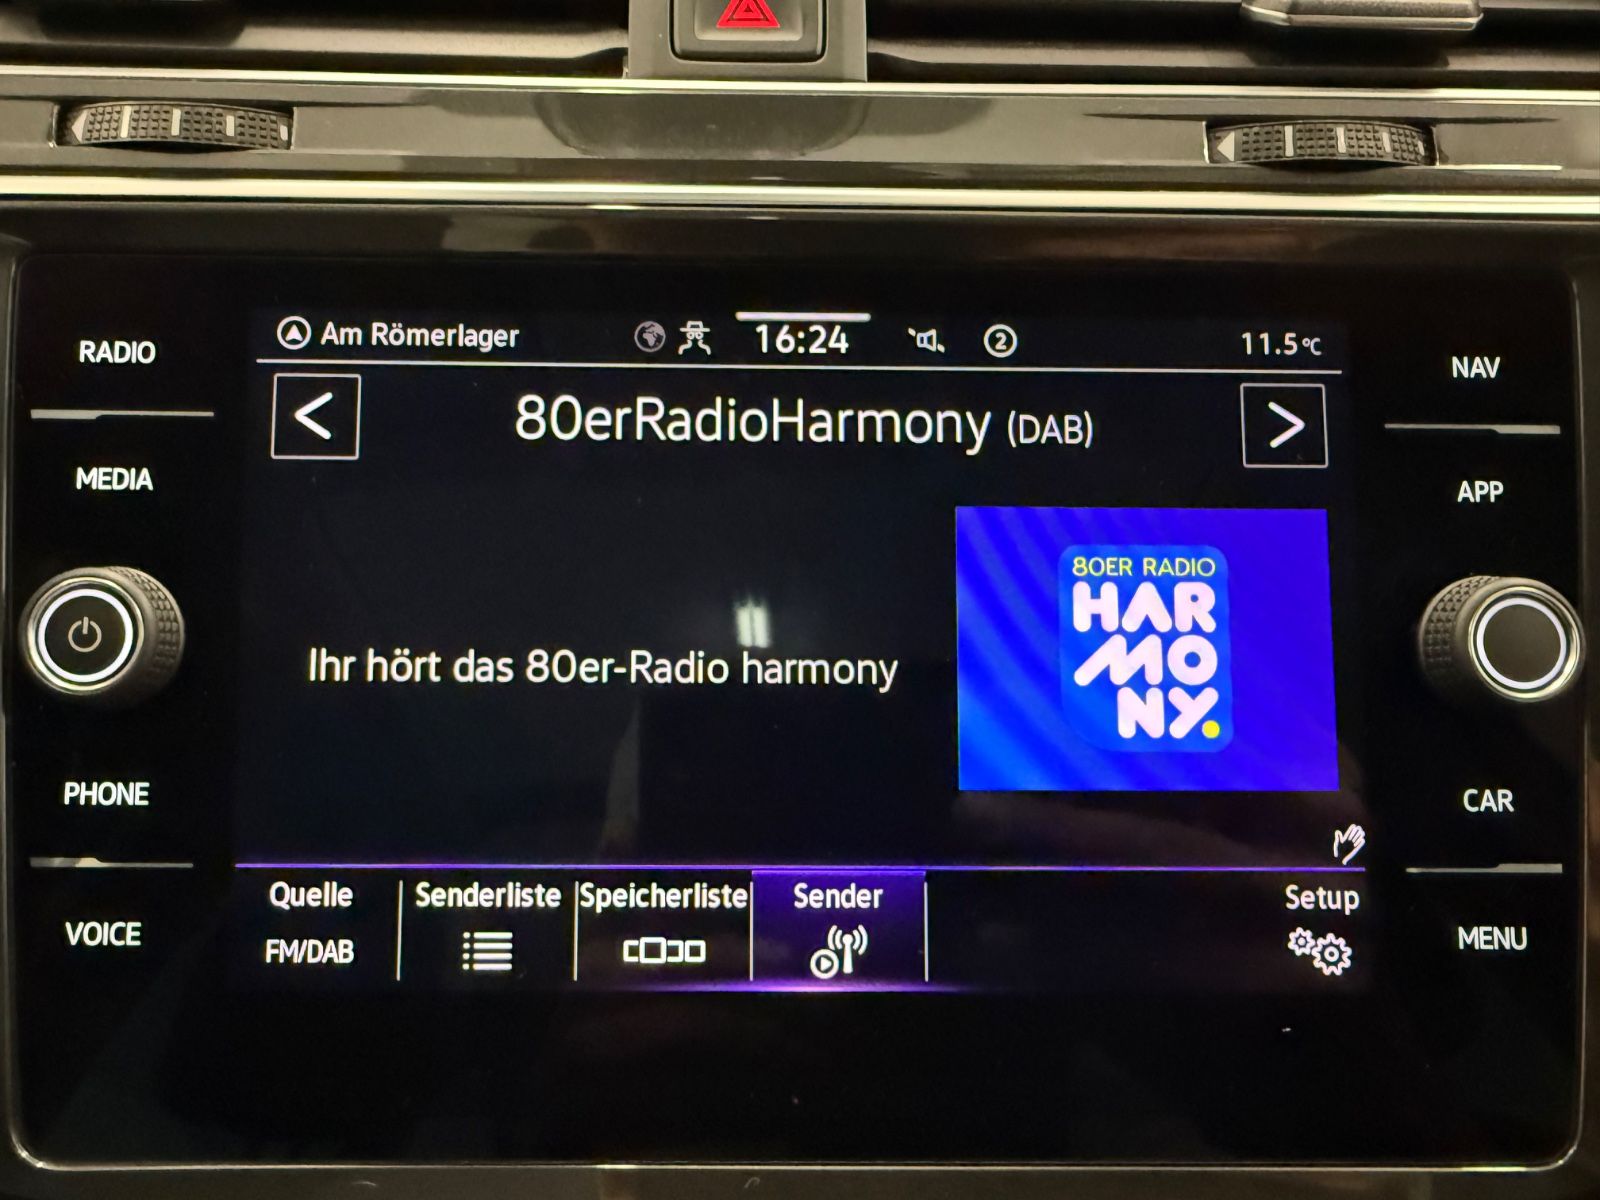 RADIO
MEDIA
PHONE
VOICE
Am Römerlager
16:24
2
11.5°C
80erRadioHarmony (DAB)
Ihr hört das 80er-Radio harmony
80ER RADIO
HAR
MO
NY.
Quelle
FM/DAB
Senderliste
Speicherliste
Sender
Setup
NAV
APP
CAR
MENU